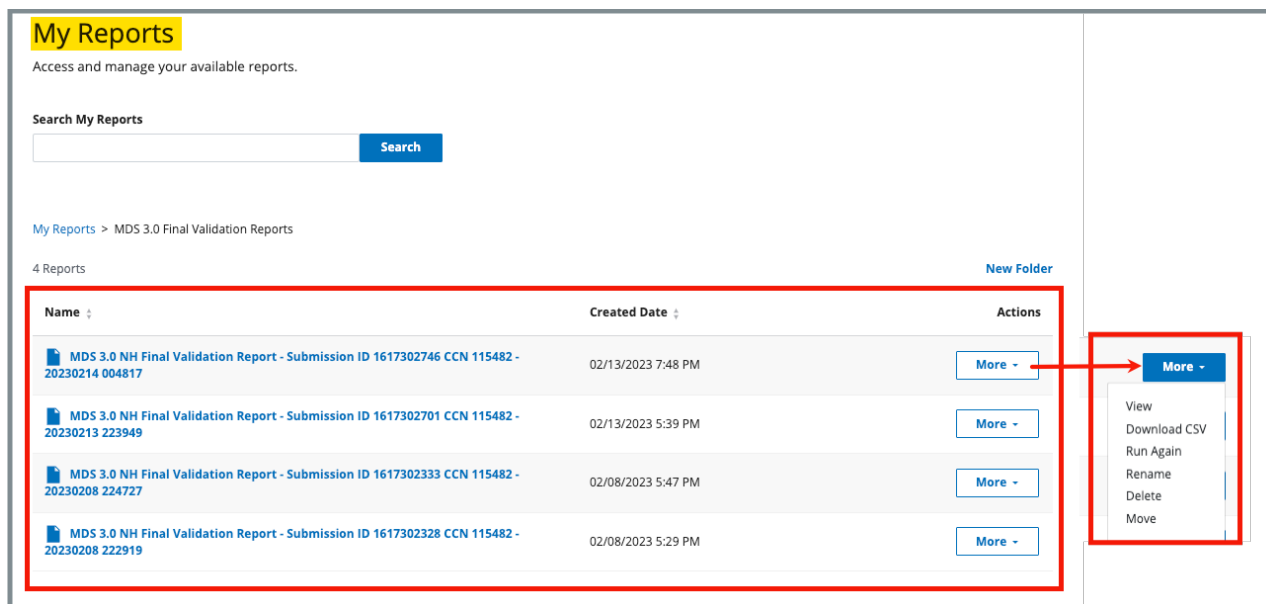 My Reports
Access and manage your available reports.
Search My Reports
Search
My Reports > MDS 3.0 Final Validation Reports
4 Reports
New Folder
Name
Created Date
Actions
MDS 3.0 NH Final Validation Report - Submission ID 1617302746 CCN 115482 -
20230214 004817
02/13/2023 7:48 PM
More
MDS 3.0 NH Final Validation Report - Submission ID 1617302701 CCN 115482 -
20230213 223949
02/13/2023 5:39 PM
More
MDS 3.0 NH Final Validation Report - Submission ID 1617302333 CCN 115482 -
20230208 224727
02/08/2023 5:47 PM
More
MDS 3.0 NH Final Validation Report - Submission ID 1617302328 CCN 115482 -
20230208 222919
02/08/2023 5:29 PM
More
More
View
Download CSV
Run Again
Rename
Delete
Move